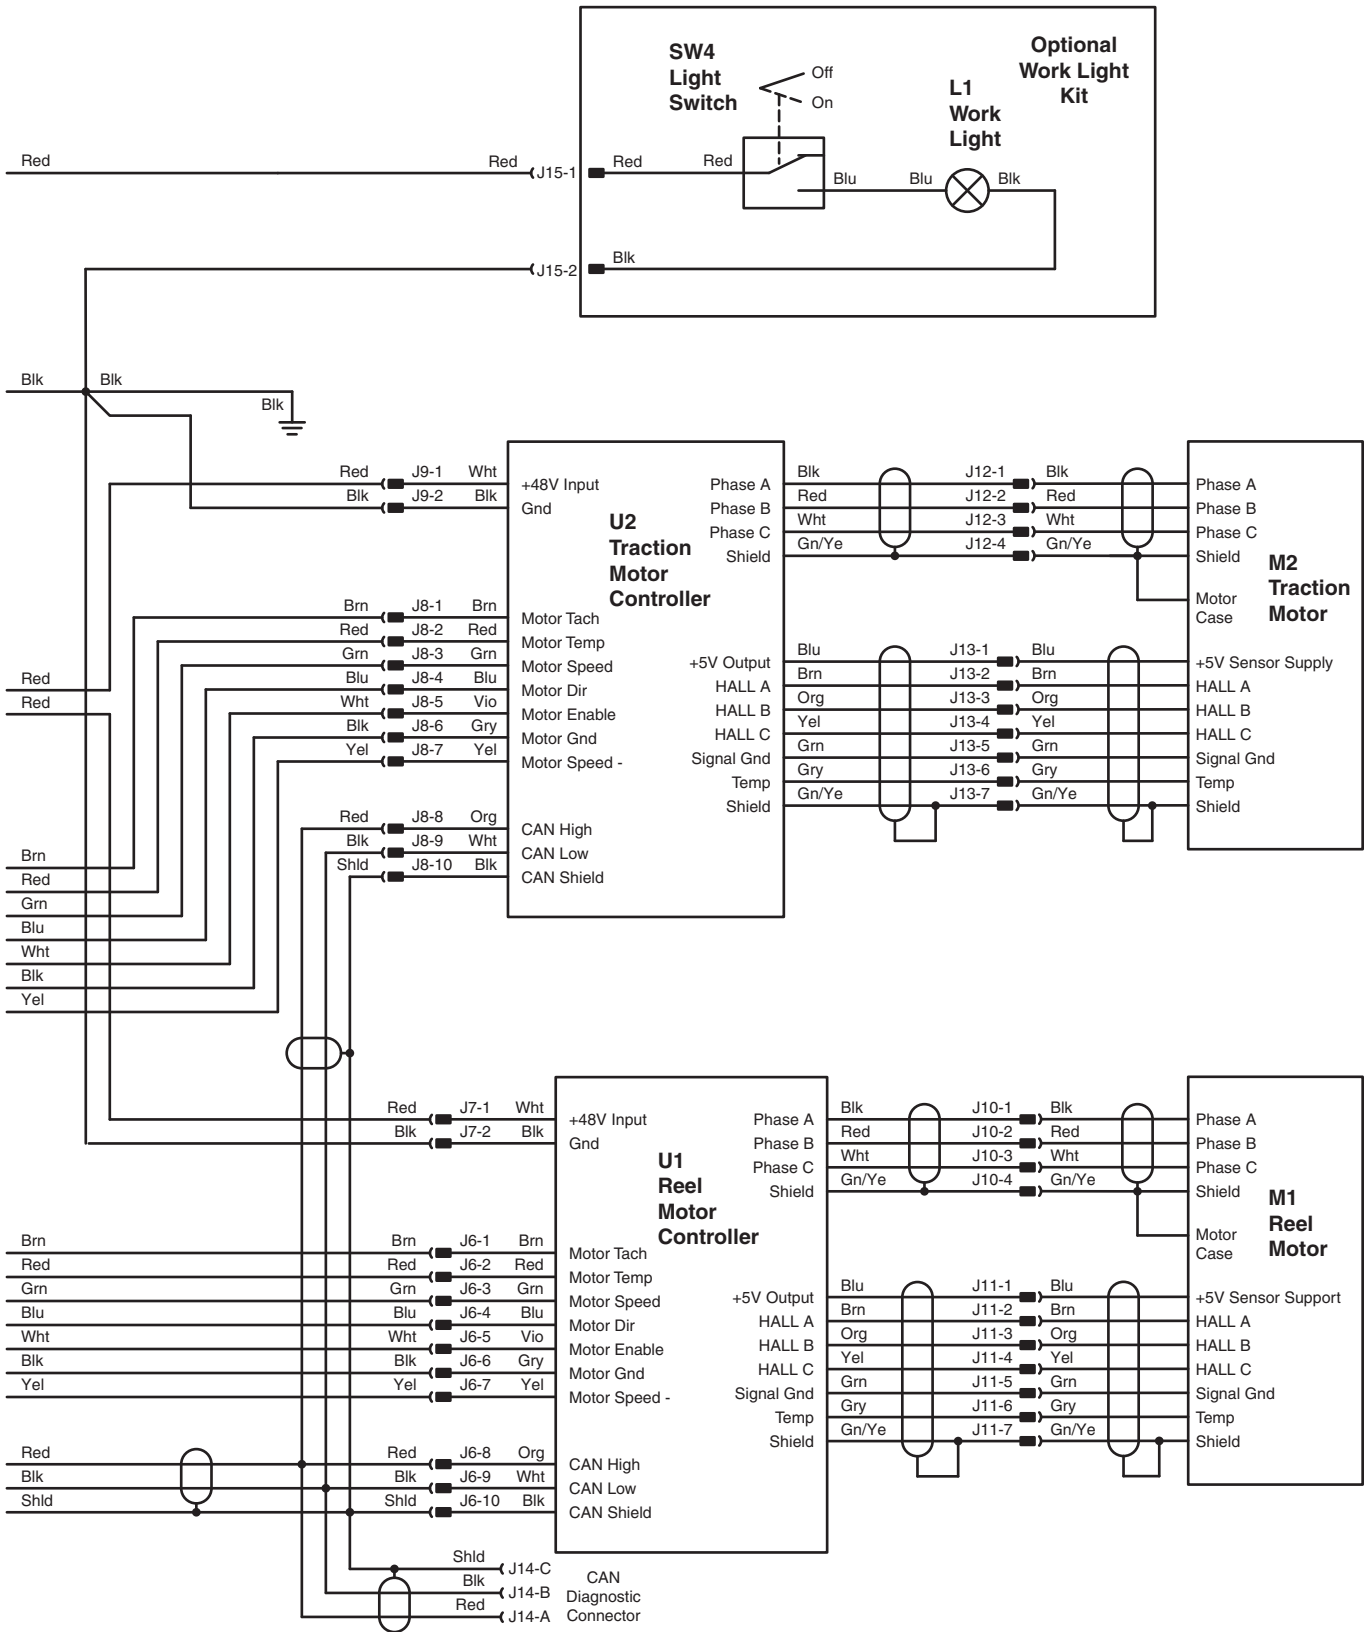 SW4
Light
Switch
Off
On
L1
Work
Light
Optional
Work Light
Kit
Red Red J15-1 Red Red Blu Blu Blk
J15-2 Blk
Blk Blk
Blk
U2
Traction
Motor
Controller
Red J9-1 Wht +48V Input
Blk J9-2 Blk Gnd
Brn J8-1 Brn Motor Tach
Red J8-2 Red Motor Temp
Grn J8-3 Grn Motor Speed
Blu J8-4 Blu Motor Dir
Wht J8-5 Vio Motor Enable
Blk J8-6 Gry Motor Gnd
Yel J8-7 Yel Motor Speed -
Red J8-8 Org CAN High
Blk J8-9 Wht CAN Low
Shld J8-10 Blk CAN Shield
Phase A Blk J12-1 Blk Phase A
Phase B Red J12-2 Red Phase B
Phase C Wht J12-3 Wht Phase C
Shield Gn/Ye J12-4 Gn/Ye Shield
Motor
Case
M2
Traction
Motor
+5V Output Blu J13-1 Blu +5V Sensor Supply
HALL A Brn J13-2 Brn HALL A
HALL B Org J13-3 Org HALL B
HALL C Yel J13-4 Yel HALL C
Signal Gnd Grn J13-5 Grn Signal Gnd
Temp Gry J13-6 Gry Temp
Shield Gn/Ye J13-7 Gn/Ye Shield
Red
Red
Brn
Red
Grn
Blu
Wht
Blk
Yel
U1
Reel
Motor
Controller
Red J7-1 Wht +48V Input
Blk J7-2 Blk Gnd
Brn Brn J6-1 Brn Motor Tach
Red Red J6-2 Red Motor Temp
Grn Grn J6-3 Grn Motor Speed
Blu Blu J6-4 Blu Motor Dir
Wht Wht J6-5 Vio Motor Enable
Blk Blk J6-6 Gry Motor Gnd
Yel Yel J6-7 Yel Motor Speed -
Red Red J6-8 Org CAN High
Blk Blk J6-9 Wht CAN Low
Shld Shld J6-10 Blk CAN Shield
Phase A Blk J10-1 Blk Phase A
Phase B Red J10-2 Red Phase B
Phase C Wht J10-3 Wht Phase C
Shield Gn/Ye J10-4 Gn/Ye Shield
Motor
Case
M1
Reel
Motor
+5V Output Blu J11-1 Blu +5V Sensor Support
HALL A Brn J11-2 Brn HALL A
HALL B Org J11-3 Org HALL B
HALL C Yel J11-4 Yel HALL C
Signal Gnd Grn J11-5 Grn Signal Gnd
Temp Gry J11-6 Gry Temp
Shield Gn/Ye J11-7 Gn/Ye Shield
Shld J14-C
Blk J14-B
Red J14-A
CAN
Diagnostic
Connector